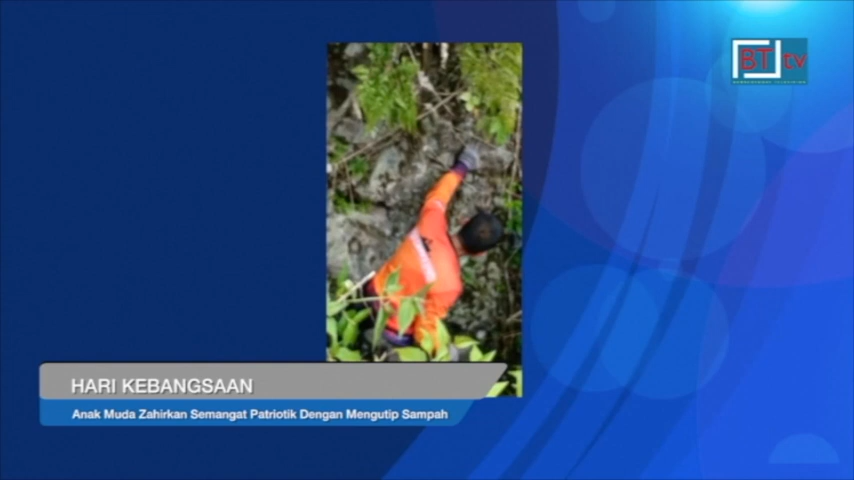 BT tv
HARI KEBANGSAAN
Anak Muda Zahirkan Semangat Patriotik Dengan Mengutip Sampah